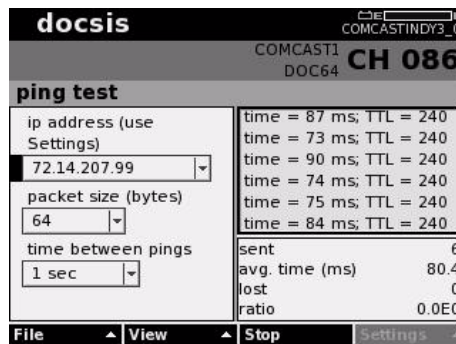 docsis
COMCASTINDY3_
COMCAST1
DOC64
CH 086
ping test
ip address (use
Settings)
72.14.207.99
packet size (bytes)
64
time between pings
1 sec
time = 87 ms; TTL = 240
time = 73 ms; TTL = 240
time = 90 ms; TTL = 240
time = 74 ms; TTL = 240
time = 75 ms; TTL = 240
time = 84 ms; TTL = 240
sent 6
avg. time (ms) 80.4
lost 0
ratio 0.0E0
File View Stop Settings